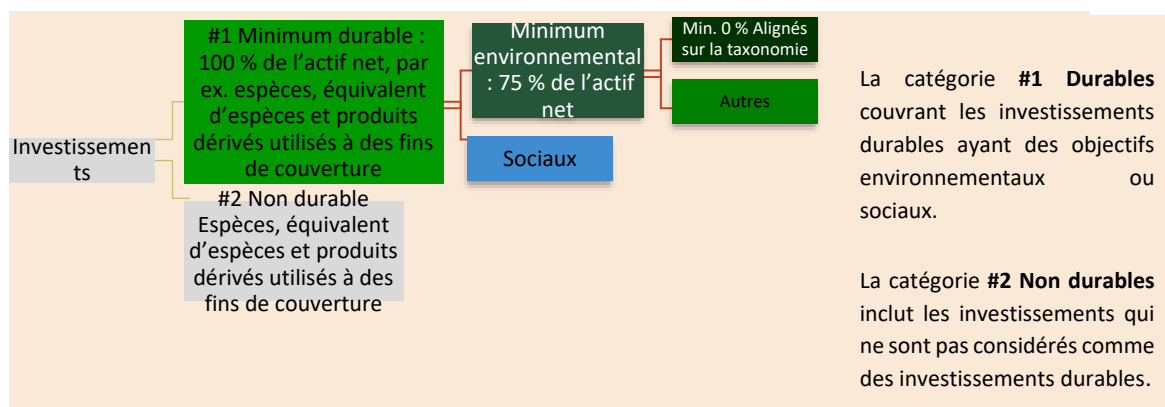 Investissemen
ts
#1 Minimum durable :
100 % de l’actif net, par
ex. espèces, équivalent
d’espèces et produits
dérivés utilisés à des fins
de couverture
#2 Non durable
Espèces, équivalent
d’espèces et produits
dérivés utilisés à des
fins de couverture
Minimum
environnemental
: 75 % de l’actif
net
Sociaux
Min. 0 % Alignés
sur la taxonomie
Autres
La catégorie #1 Durables
couvrant les investissements
durables ayant des objectifs
environnementaux ou
sociaux.
La catégorie #2 Non durables
inclut les investissements qui
ne sont pas considérés comme
des investissements durables.